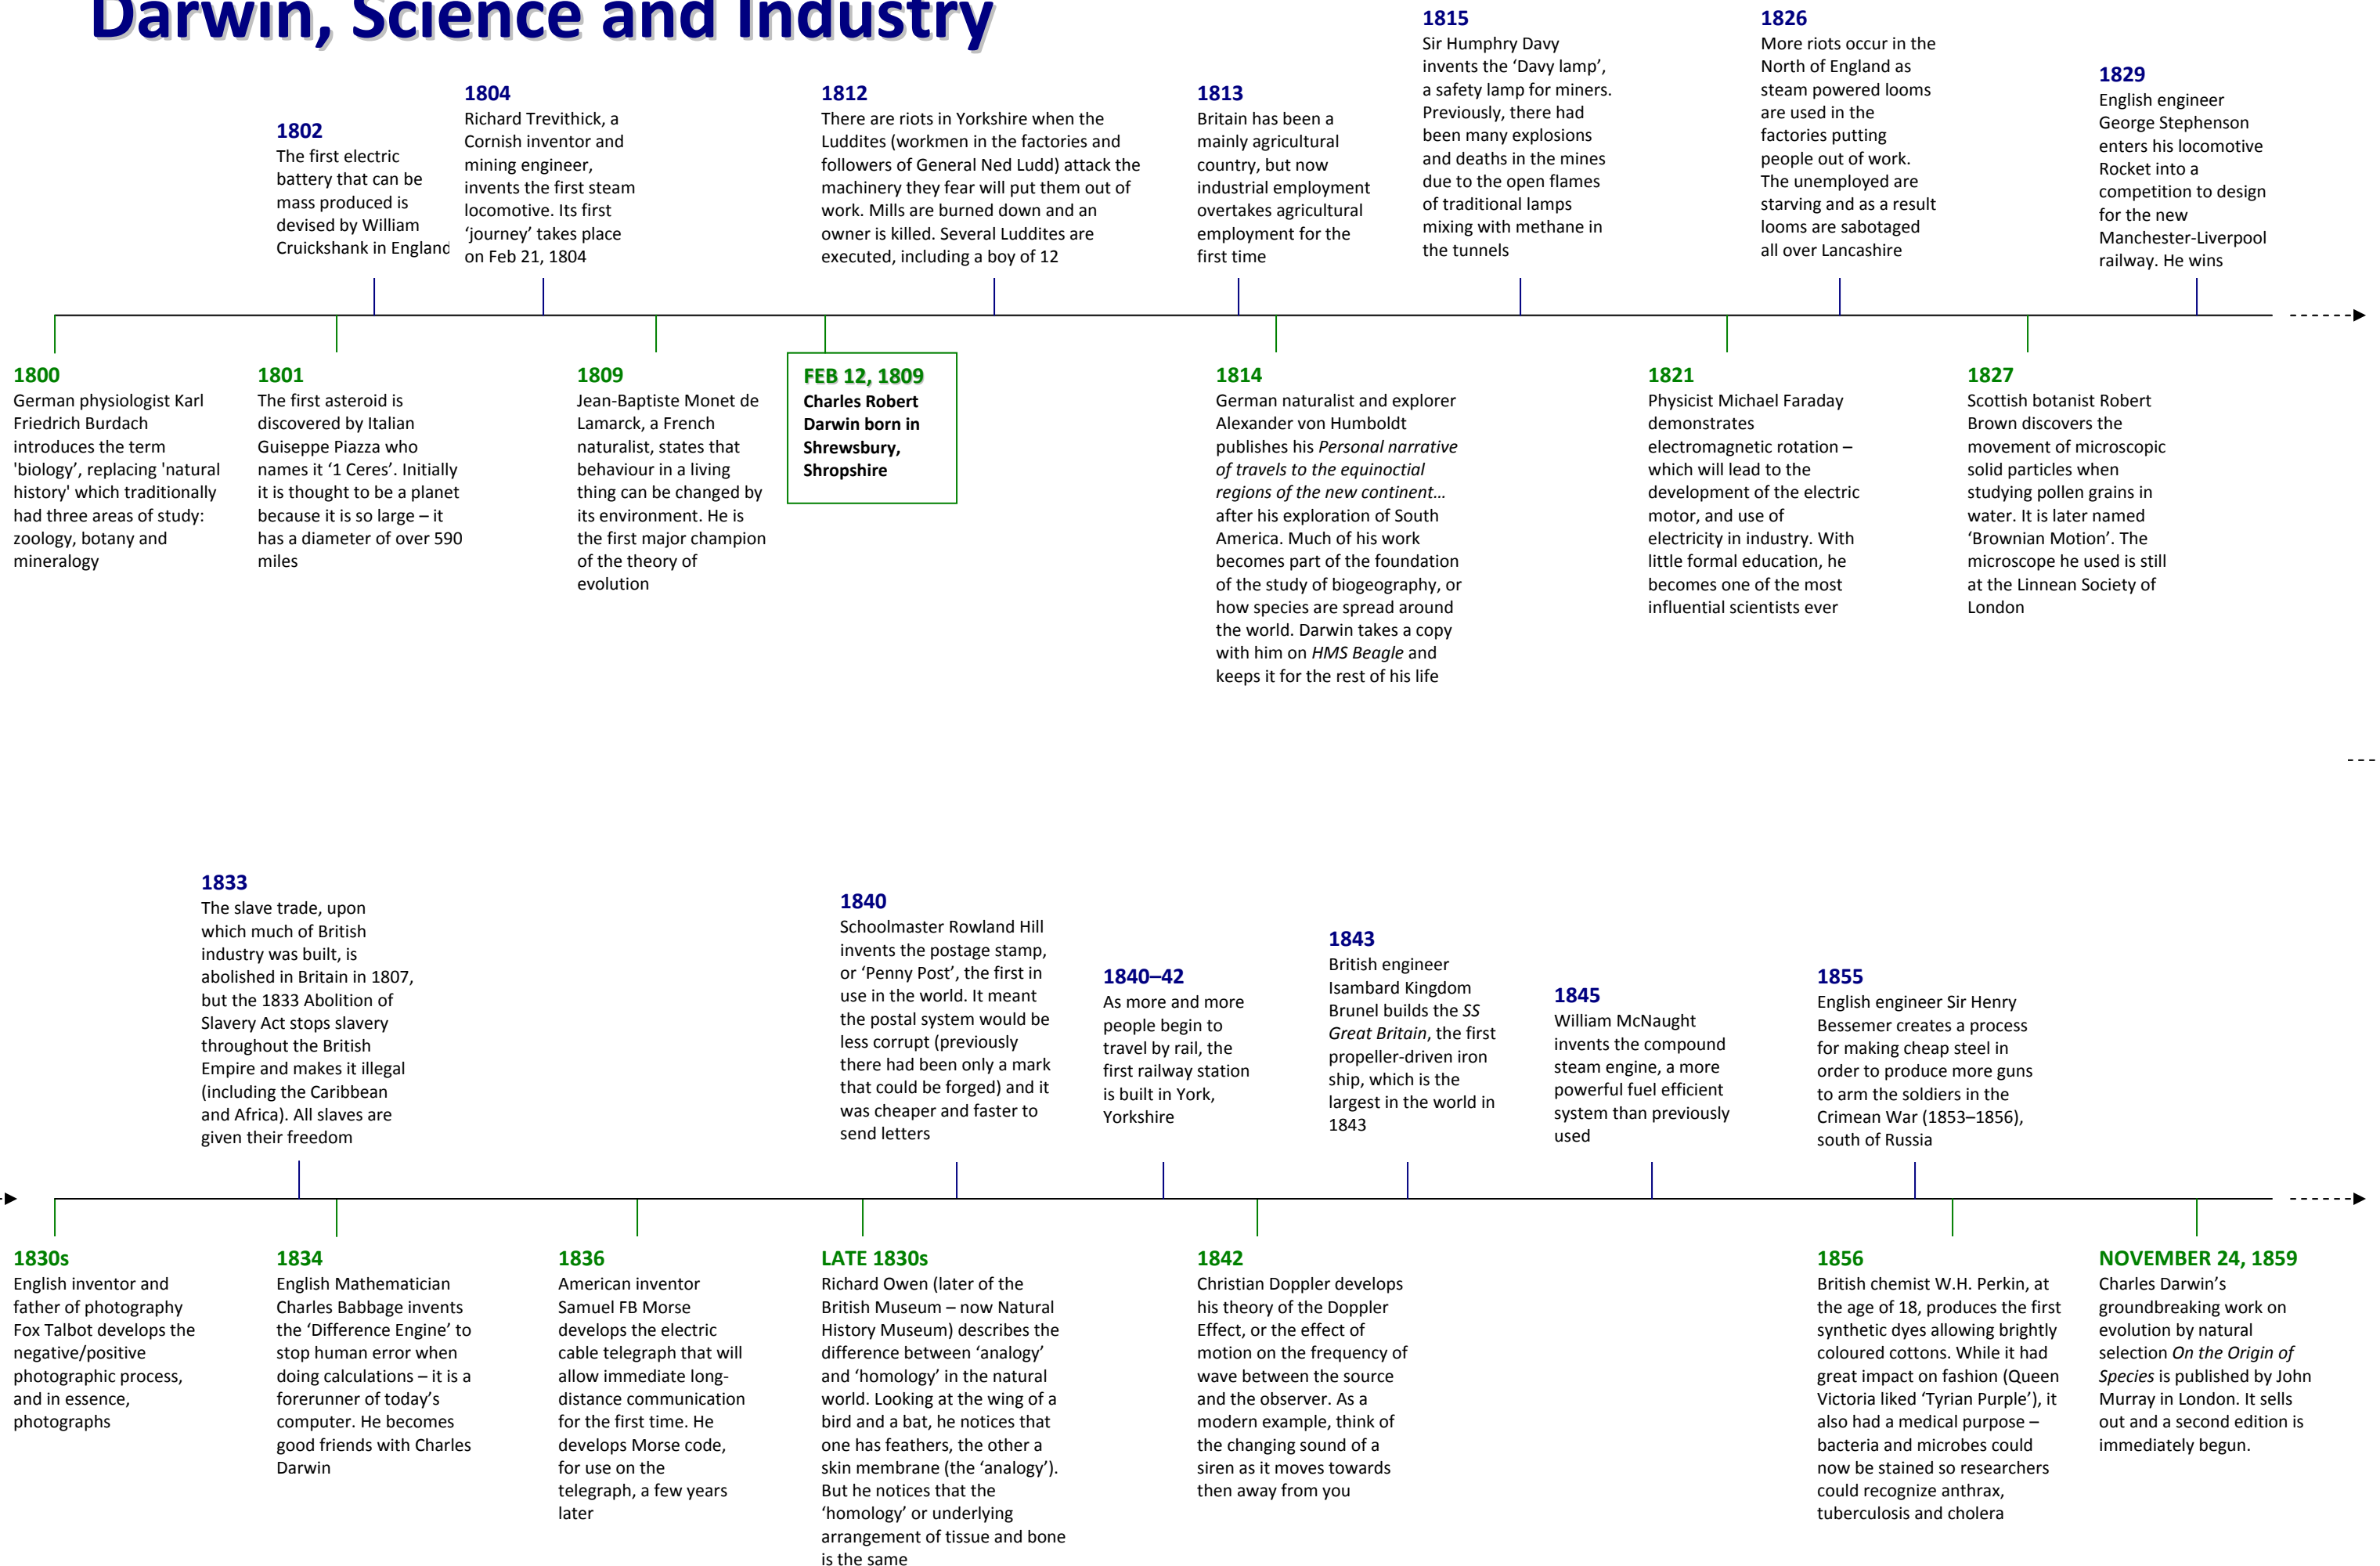 Darwin, Science and Industry
1802
The first electric
battery that can be
mass produced is
devised by William
Cruickshank in England
1804
Richard Trevithick, a
Cornish inventor and
mining engineer,
invents the first steam
locomotive. Its first
‘journey’ takes place
on Feb 21, 1804
1812
There are riots in Yorkshire when the
Luddites (workmen in the factories and
followers of General Ned Ludd) attack the
machinery they fear will put them out of
work. Mills are burned down and an
owner is killed. Several Luddites are
executed, including a boy of 12
1813
Britain has been a
mainly agricultural
country, but now
industrial employment
overtakes agricultural
employment for the
first time
1815
Sir Humphry Davy
invents the ‘Davy lamp’,
a safety lamp for miners.
Previously, there had
been many explosions
and deaths in the mines
due to the open flames
of traditional lamps
mixing with methane in
the tunnels
1826
More riots occur in the
North of England as
steam powered looms
are used in the
factories putting
people out of work.
The unemployed are
starving and as a result
looms are sabotaged
all over Lancashire
1829
English engineer
George Stephenson
enters his locomotive
Rocket into a
competition to design
for the new
Manchester-Liverpool
railway. He wins
1800
German physiologist Karl
Friedrich Burdach
introduces the term
'biology’, replacing 'natural
history' which traditionally
had three areas of study:
zoology, botany and
mineralogy
1801
The first asteroid is
discovered by Italian
Guiseppe Piazza who
names it ‘1 Ceres’. Initially
it is thought to be a planet
because it is so large – it
has a diameter of over 590
miles
1809
Jean-Baptiste Monet de
Lamarck, a French
naturalist, states that
behaviour in a living
thing can be changed by
its environment. He is
the first major champion
of the theory of
evolution
FEB 12, 1809
Charles Robert
Darwin born in
Shrewsbury,
Shropshire
1814
German naturalist and explorer
Alexander von Humboldt
publishes his Personal narrative
of travels to the equinoctial
regions of the new continent…
after his exploration of South
America. Much of his work
becomes part of the foundation
of the study of biogeography, or
how species are spread around
the world. Darwin takes a copy
with him on HMS Beagle and
keeps it for the rest of his life
1821
Physicist Michael Faraday
demonstrates
electromagnetic rotation –
which will lead to the
development of the electric
motor, and use of
electricity in industry. With
little formal education, he
becomes one of the most
influential scientists ever
1827
Scottish botanist Robert
Brown discovers the
movement of microscopic
solid particles when
studying pollen grains in
water. It is later named
‘Brownian Motion’. The
microscope he used is still
at the Linnean Society of
London
1833
The slave trade, upon
which much of British
industry was built, is
abolished in Britain in 1807,
but the 1833 Abolition of
Slavery Act stops slavery
throughout the British
Empire and makes it illegal
(including the Caribbean
and Africa). All slaves are
given their freedom
1840
Schoolmaster Rowland Hill
invents the postage stamp,
or ‘Penny Post’, the first in
use in the world. It meant
the postal system would be
less corrupt (previously
there had been only a mark
that could be forged) and it
was cheaper and faster to
send letters
1840–42
As more and more
people begin to
travel by rail, the
first railway station
is built in York,
Yorkshire
1843
British engineer
Isambard Kingdom
Brunel builds the SS
Great Britain, the first
propeller-driven iron
ship, which is the
largest in the world in
1843
1845
William McNaught
invents the compound
steam engine, a more
powerful fuel efficient
system than previously
used
1855
English engineer Sir Henry
Bessemer creates a process
for making cheap steel in
order to produce more guns
to arm the soldiers in the
Crimean War (1853–1856),
south of Russia
1830s
English inventor and
father of photography
Fox Talbot develops the
negative/positive
photographic process,
and in essence,
photographs
1834
English Mathematician
Charles Babbage invents
the ‘Difference Engine’ to
stop human error when
doing calculations – it is a
forerunner of today’s
computer. He becomes
good friends with Charles
Darwin
1836
American inventor
Samuel FB Morse
develops the electric
cable telegraph that will
allow immediate long-
distance communication
for the first time. He
develops Morse code,
for use on the
telegraph, a few years
later
LATE 1830s
Richard Owen (later of the
British Museum – now Natural
History Museum) describes the
difference between ‘analogy’
and ‘homology’ in the natural
world. Looking at the wing of a
bird and a bat, he notices that
one has feathers, the other a
skin membrane (the ‘analogy’).
But he notices that the
‘homology’ or underlying
arrangement of tissue and bone
is the same
1842
Christian Doppler develops
his theory of the Doppler
Effect, or the effect of
motion on the frequency of
wave between the source
and the observer. As a
modern example, think of
the changing sound of a
siren as it moves towards
then away from you
1856
British chemist W.H. Perkin, at
the age of 18, produces the first
synthetic dyes allowing brightly
coloured cottons. While it had
great impact on fashion (Queen
Victoria liked ‘Tyrian Purple’), it
also had a medical purpose –
bacteria and microbes could
now be stained so researchers
could recognize anthrax,
tuberculosis and cholera
NOVEMBER 24, 1859
Charles Darwin’s
groundbreaking work on
evolution by natural
selection On the Origin of
Species is published by John
Murray in London. It sells
out and a second edition is
immediately begun.